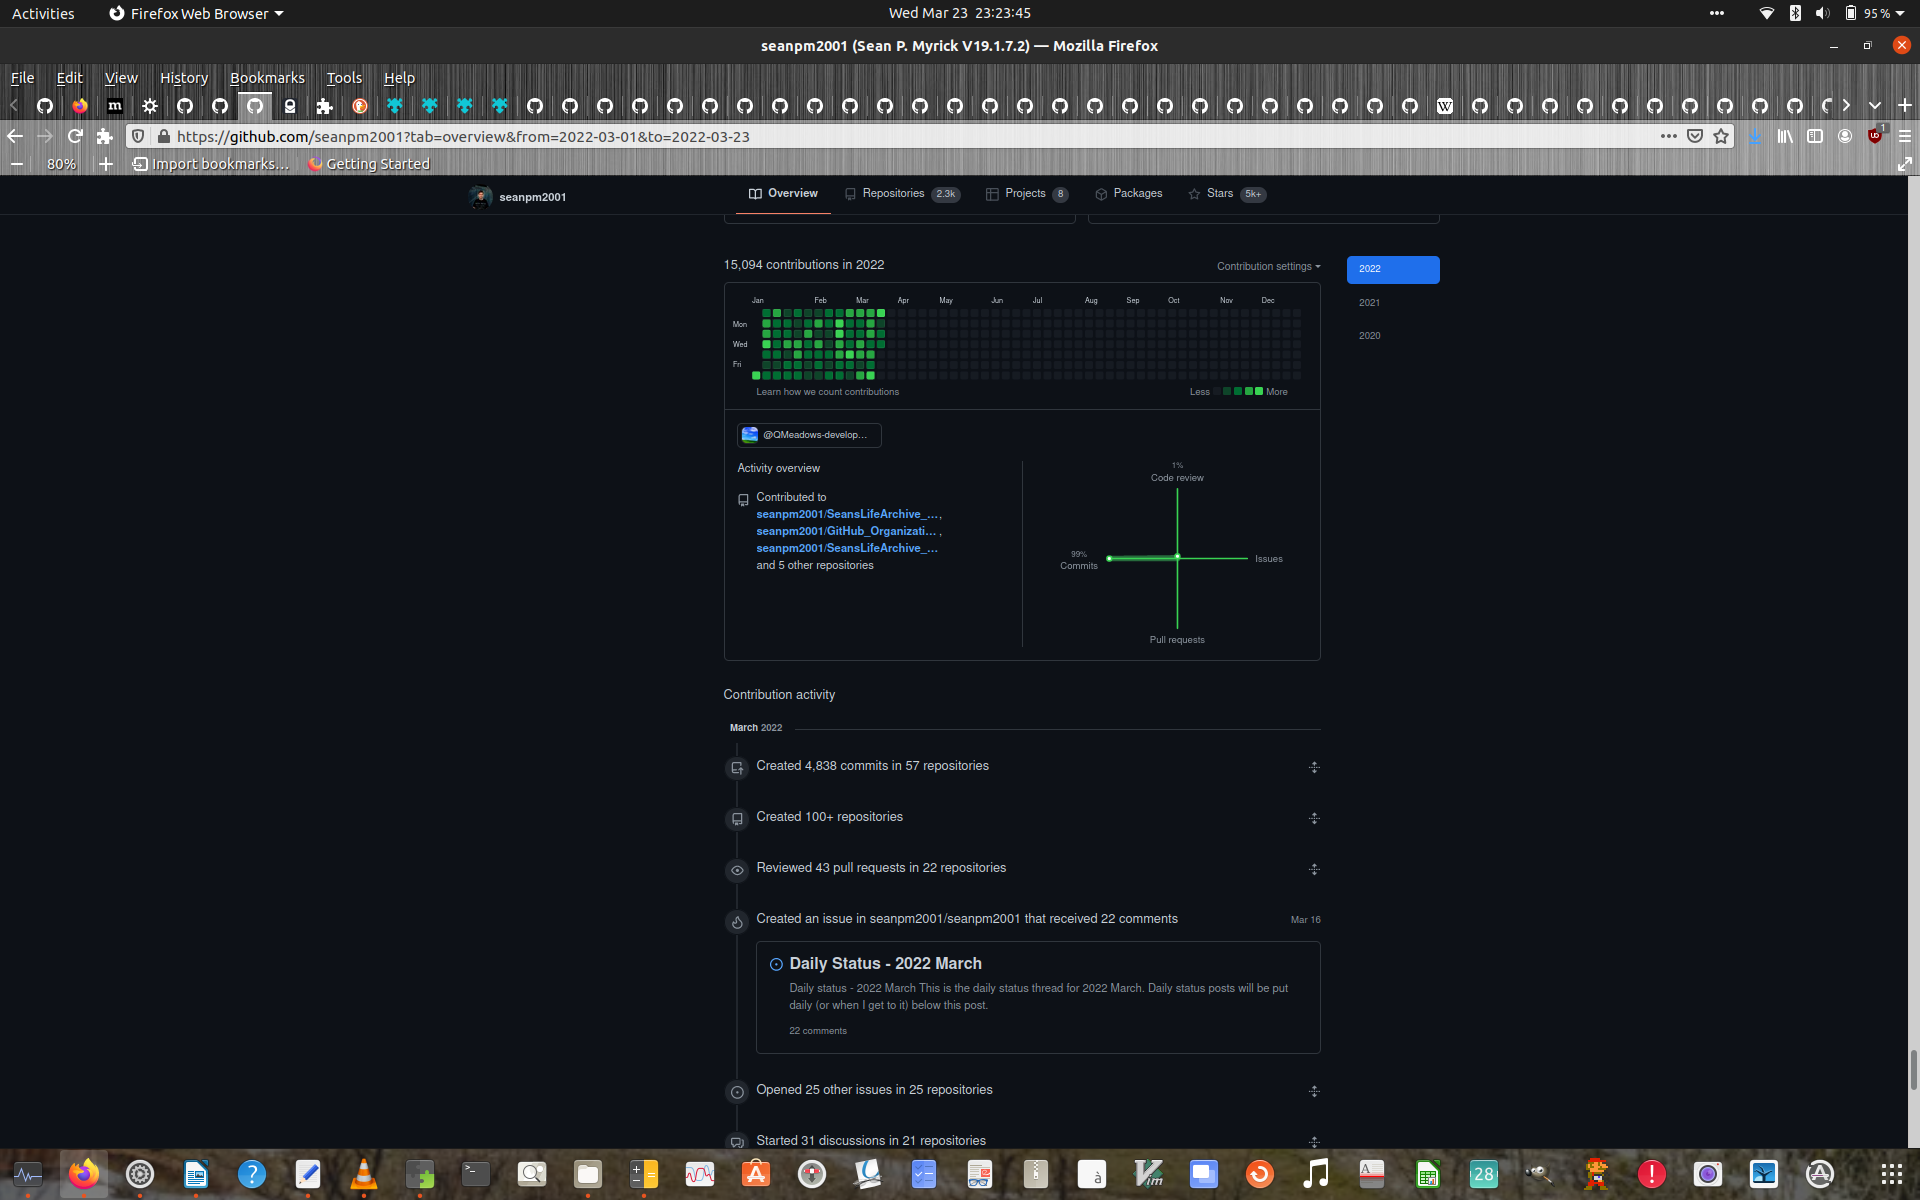 Activities
Firefox Web Browser
Wed Mar 23 23:23:45
95 %
seanpm2001 (Sean P. Myrick V19.1.7.2) — Mozilla Firefox
File Edit View History Bookmarks Tools Help
https://github.com/seanpm2001?tab=overview&from=2022-03-01&to=2022-03-23
1
80%
Import bookmarks...
Getting Started
seanpm2001
Overview
Repositories 2.3k
Projects 8
Packages
Stars 5k+
15,094 contributions in 2022
Contribution settings
2022
2021
2020
Jan Feb Mar Apr May Jun Jul Aug Sep Oct Nov Dec
Mon
Wed
Fri
Learn how we count contributions
Less
More
@QMeadows-develop...
Activity overview
Contributed to
seanpm2001/SeansLifeArchive_...,
seanpm2001/GitHub_Organizati... ,
seanpm2001/SeansLifeArchive_...
and 5 other repositories
1%
Code review
99%
Commits
Issues
Pull requests
Contribution activity
March 2022
Created 4,838 commits in 57 repositories
Created 100+ repositories
Reviewed 43 pull requests in 22 repositories
Created an issue in seanpm2001/seanpm2001 that received 22 comments
Mar 16
Daily Status - 2022 March
Daily status - 2022 March This is the daily status thread for 2022 March. Daily status posts will be put
daily (or when I get to it) below this post.
22 comments
Opened 25 other issues in 25 repositories
Started 31 discussions in 21 repositories
28